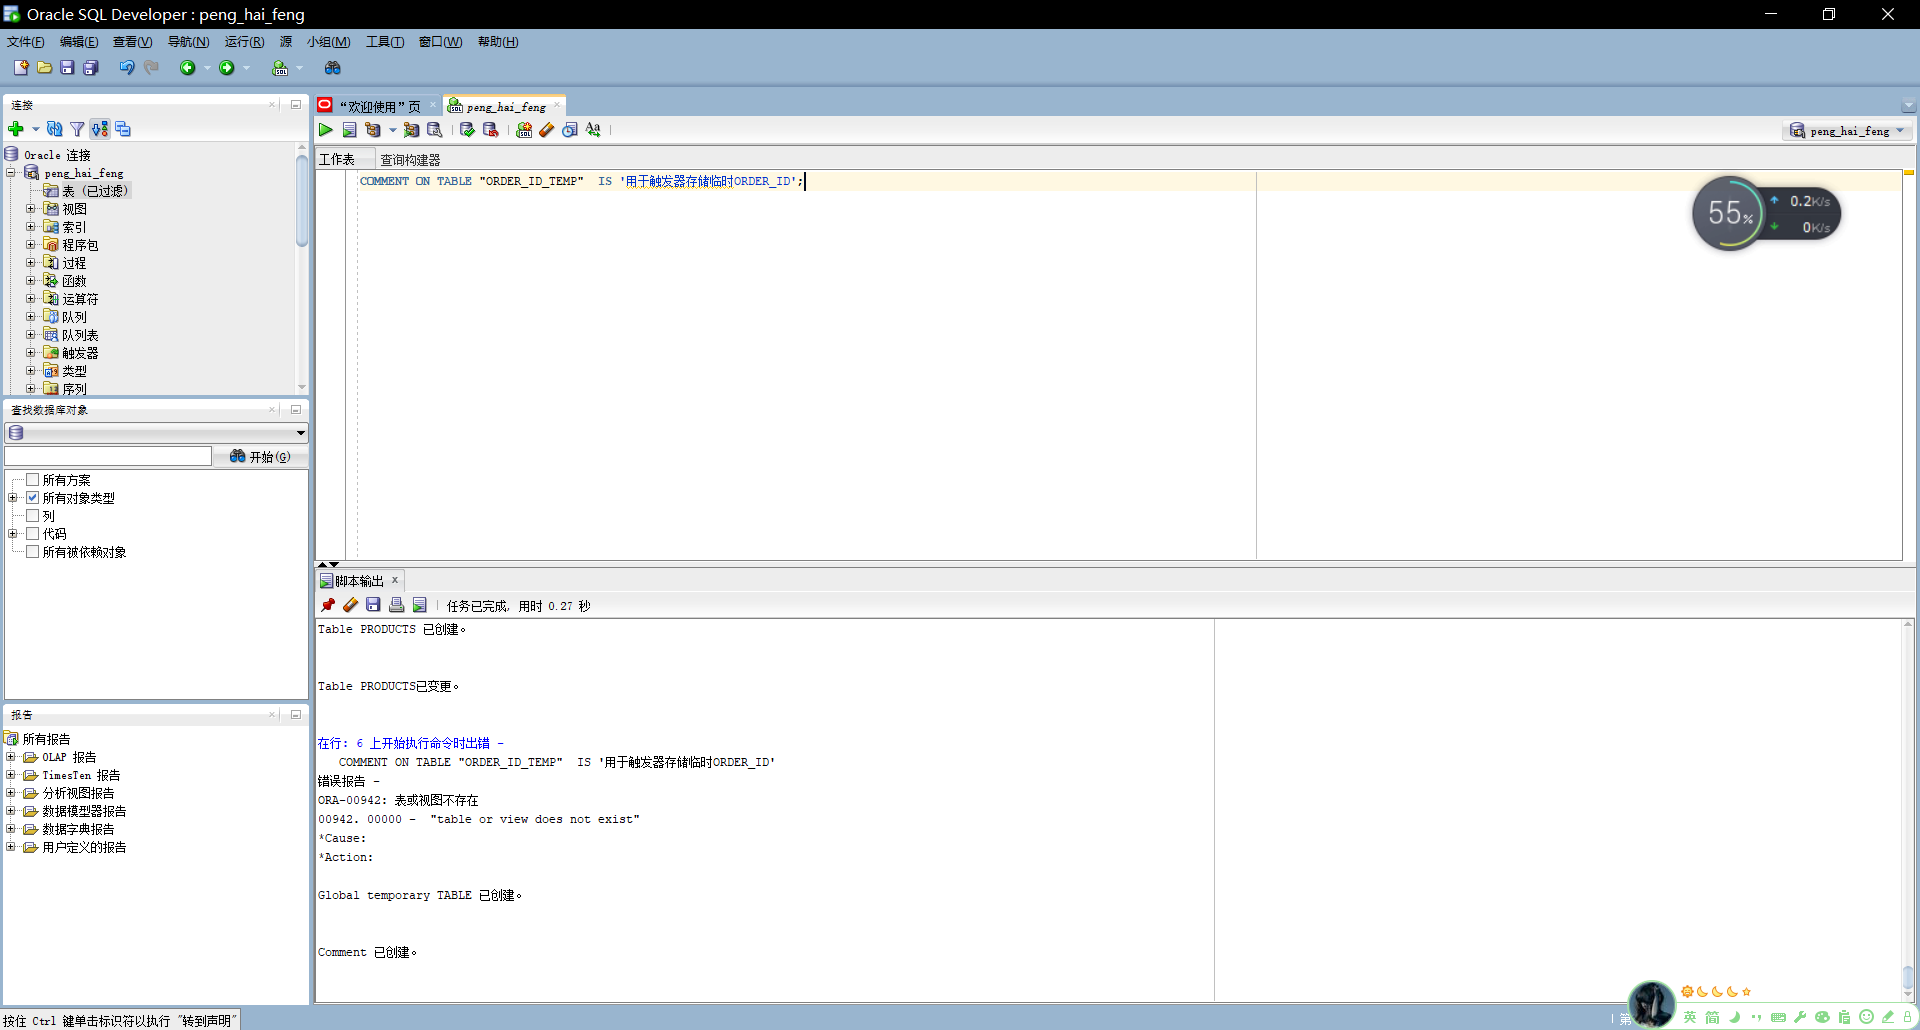 Oracle SQL Developer : peng_hai_feng
文件(F) 编辑(E) 查看(V) 导航(N) 运行(R) 源 小组(M) 工具(T) 窗口(W) 帮助(H)
连接
Oracle 连接
peng_hai_feng
表 (已过滤)
视图
索引
程序包
过程
函数
运算符
队列
队列表
触发器
类型
序列
查找数据库对象
开始(G)
所有方案
所有对象类型
列
代码
所有被依赖对象
报告
所有报告
OLAP 报告
TimesTen 报告
分析视图报告
数据模型器报告
数据字典报告
用户定义的报告
“欢迎使用”页 peng_hai_feng
peng_hai_feng
工作表 查询构建器
COMMENT ON TABLE "ORDER_ID_TEMP"  IS '用于触发器存储临时ORDER_ID';
55%
0.2K/s
0K/s
脚本输出
任务已完成, 用时 0.27 秒
Table PRODUCTS 已创建。
Table PRODUCTS已变更。
在行: 6 上开始执行命令时出错 -
COMMENT ON TABLE "ORDER_ID_TEMP"  IS '用于触发器存储临时ORDER_ID'
错误报告 -
ORA-00942: 表或视图不存在
00942. 00000 -  "table or view does not exist"
*Cause:
*Action:
Global temporary TABLE 已创建。
Comment 已创建。
按住 Ctrl 键单击标识符以执行 "转到声明"
第
英 简